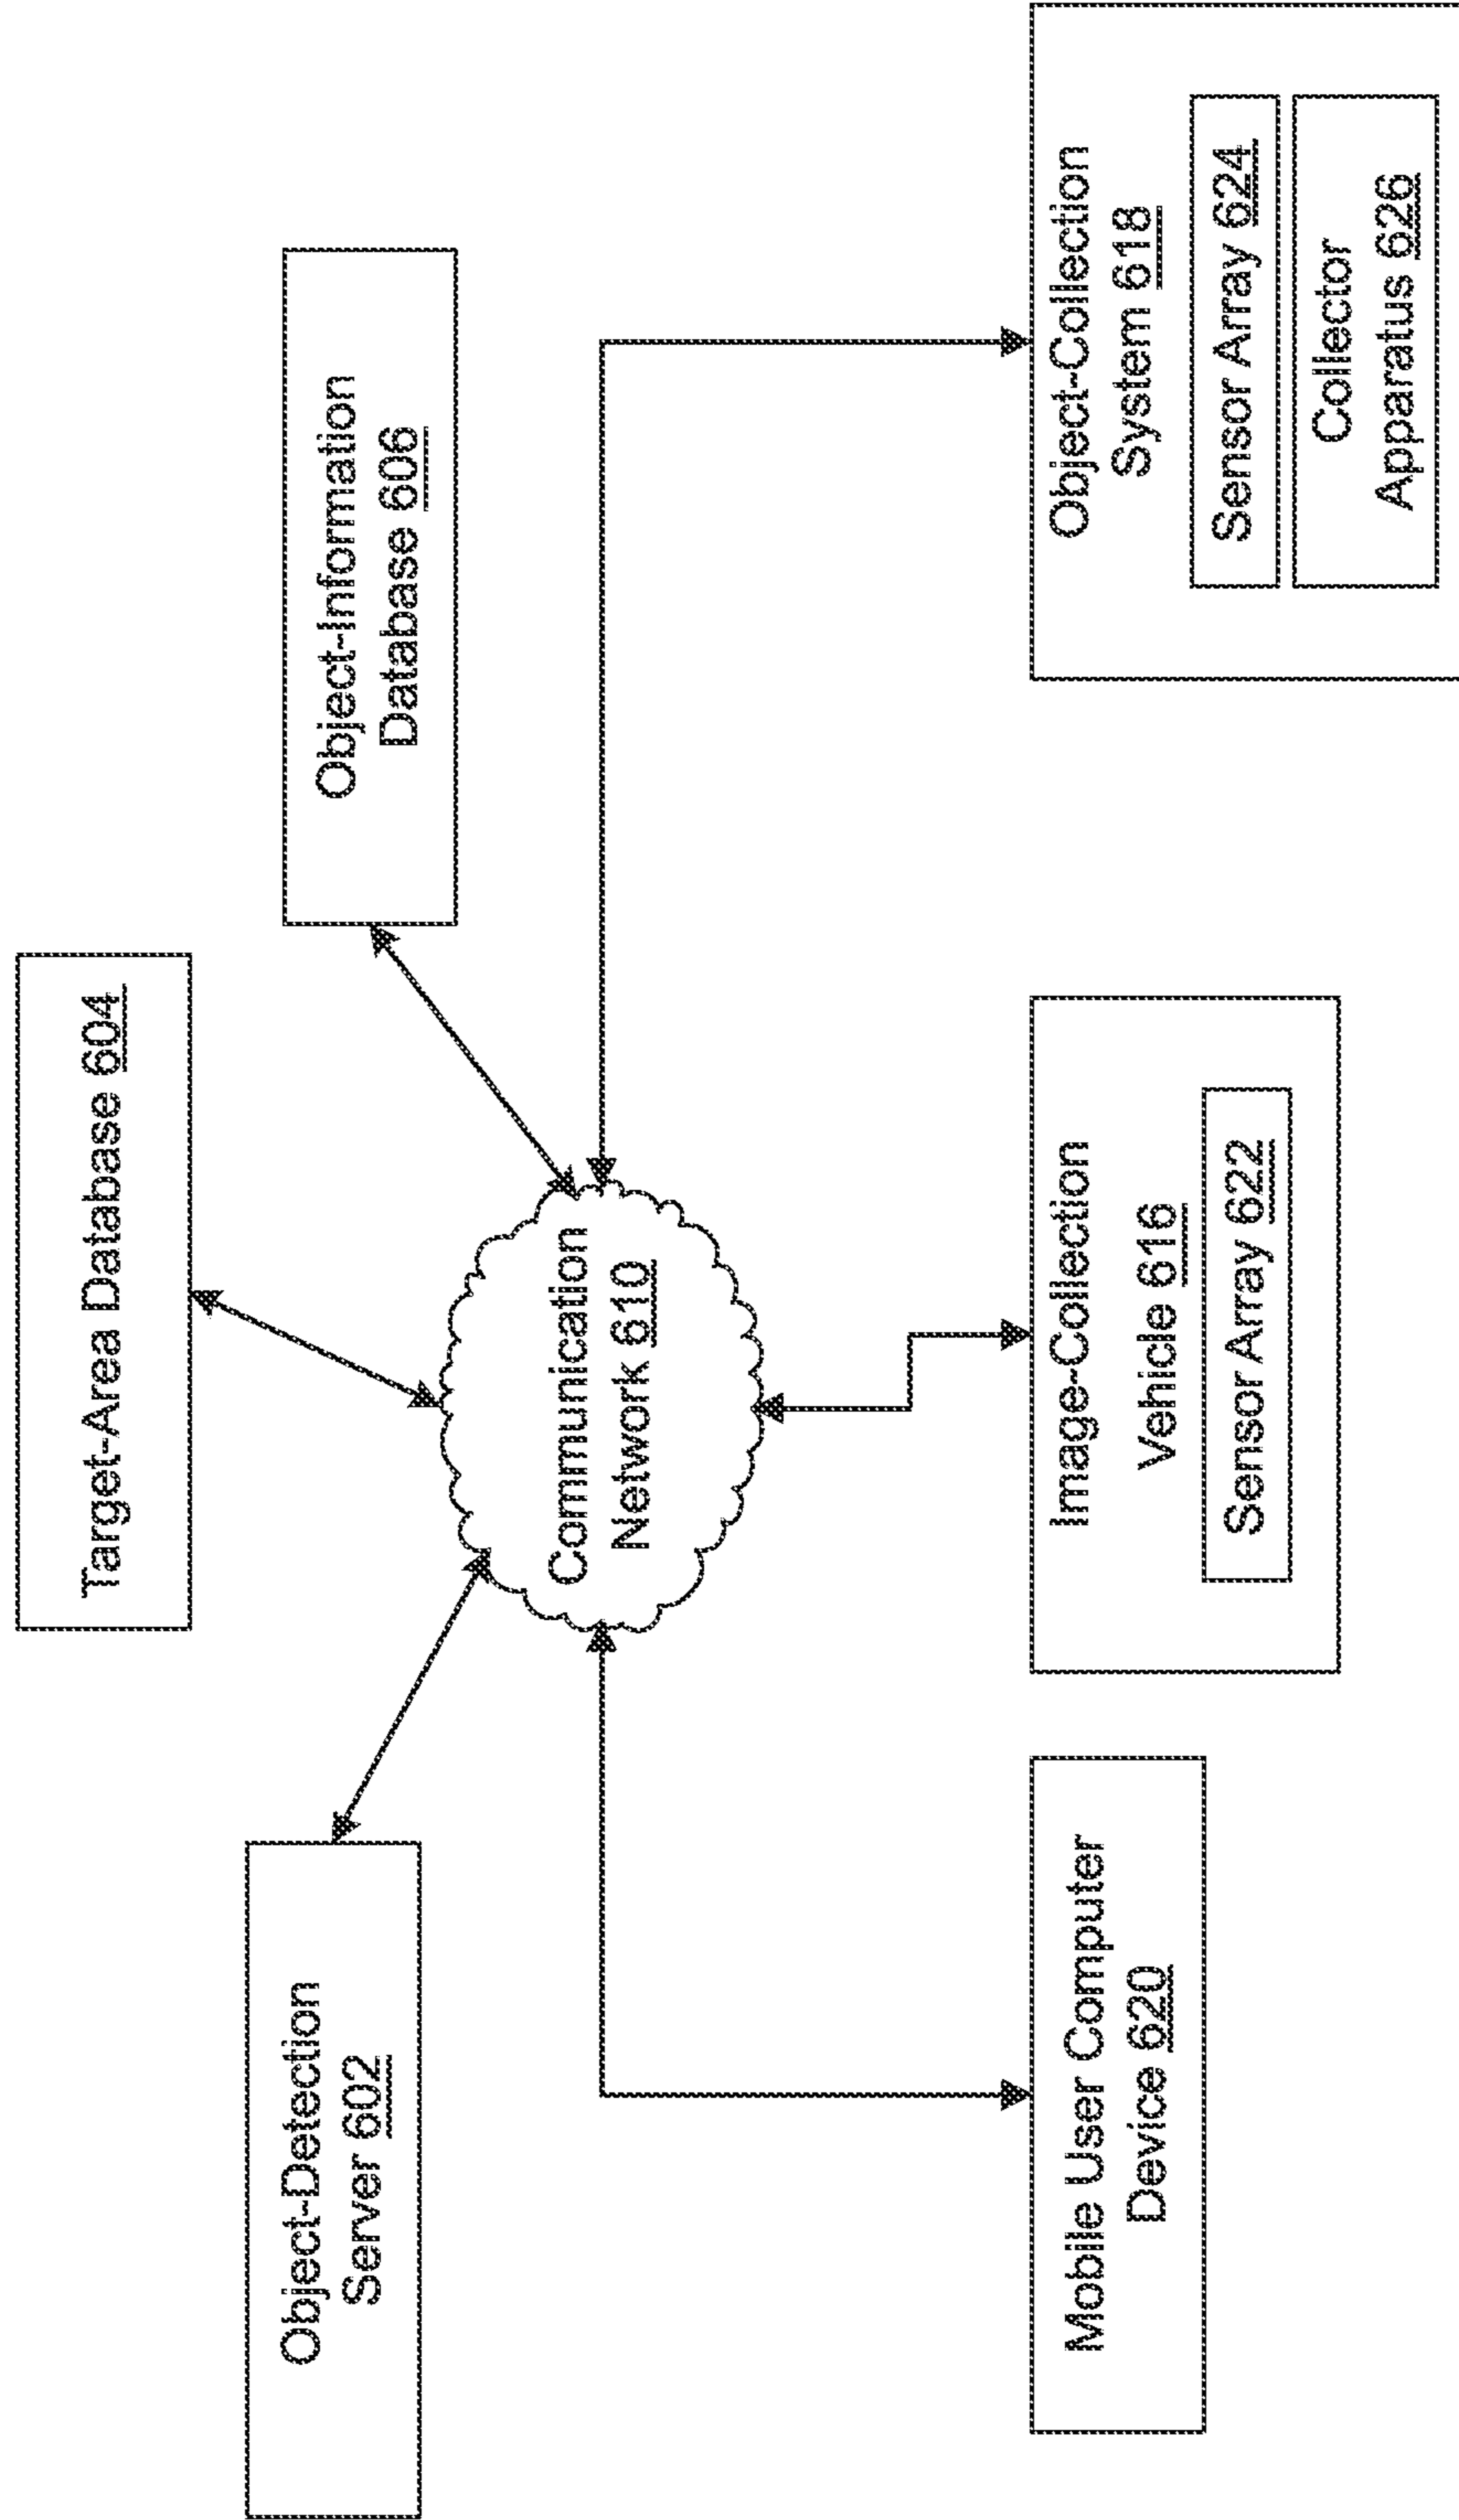 Target-Area Database 604
Object-Detection
Server 602
Object-Information
Database 606
Communication
Network 610
Mobile User Computer
Device 620
Image-Collection
Vehicle 616
Sensor Array 622
Object-Collection
System 618
Sensor Array 624
Collector
Apparatus 626